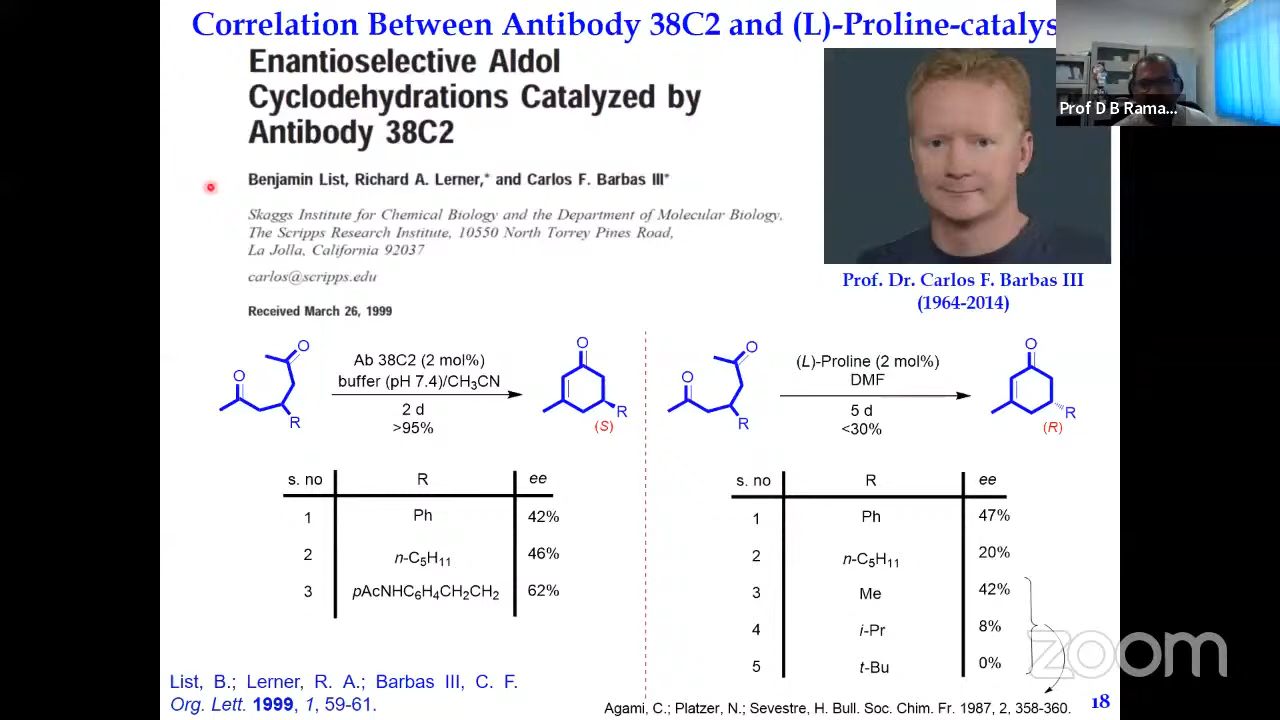 Correlation Between Antibody 38C2 and (L)-Proline-catalys
Prof D B Rama...
Enantioselective Aldol
Cyclodehydrations Catalyzed by
Antibody 38C2
Benjamin List, Richard A. Lerner,* and Carlos F. Barbas III*
Skaggs Institute for Chemical Biology and the Department of Molecular Biology,
The Scripps Research Institute, 10550 North Torrey Pines Road,
La Jolla, California 92037
carlos@scripps.edu
Received March 26, 1999
Prof. Dr. Carlos F. Barbas III
(1964-2014)
O
O
R
Ab 38C2 (2 mol%)
buffer (pH 7.4)/CH₃CN
2 d
>95%
O
R
(S)
O
O
R
(L)-Proline (2 mol%)
DMF
5 d
<30%
O
R
(R)
s. no R ee
1 Ph 42%
2 n-C₅H₁₁ 46%
3 pAcNHC₆H₄CH₂CH₂ 62%
s. no R ee
1 Ph 47%
2 n-C₅H₁₁ 20%
3 Me 42%
4 i-Pr 8%
5 t-Bu 0%
zoom
List, B.; Lerner, R. A.; Barbas III, C. F.
Org. Lett. 1999, 1, 59-61.
Agami, C.; Platzer, N.; Sevestre, H. Bull. Soc. Chim. Fr. 1987, 2, 358-360.
18